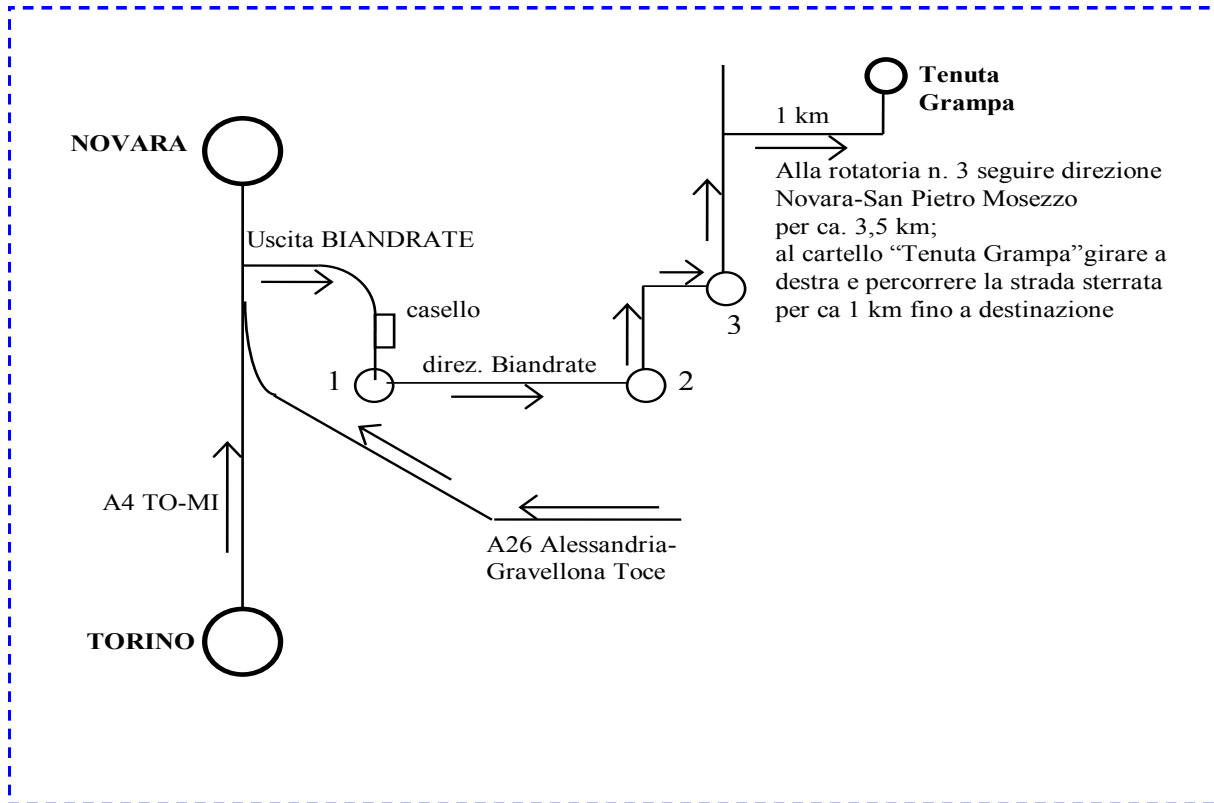 Tenuta
Grampa
1 km
NOVARA
Alla rotatoria n. 3 seguire direzione
Novara-San Pietro Mosezzo
per ca. 3,5 km;
al cartello “Tenuta Grampa”girare a
destra e percorrere la strada sterrata
per ca 1 km fino a destinazione
Uscita BIANDRATE
casello
3
direz. Biandrate
1
2
A4 TO-MI
A26 Alessandria-
Gravellona Toce
TORINO